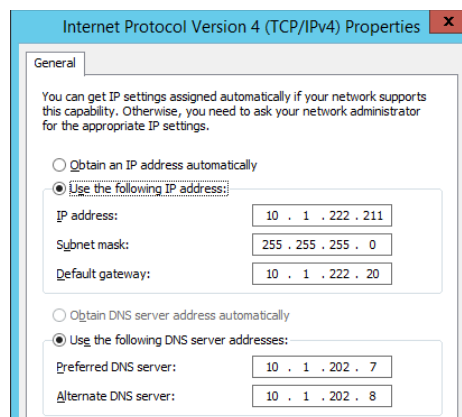 Internet Protocol Version 4 (TCP/IPv4) Properties
x
General
You can get IP settings assigned automatically if your network supports
this capability. Otherwise, you need to ask your network administrator
for the appropriate IP settings.
Obtain an IP address automatically
Use the following IP address:
IP address: 10 . 1 . 222 . 211
Subnet mask: 255 . 255 . 255 . 0
Default gateway: 10 . 1 . 222 . 20
Obtain DNS server address automatically
Use the following DNS server addresses:
Preferred DNS server: 10 . 1 . 202 . 7
Alternate DNS server: 10 . 1 . 202 . 8